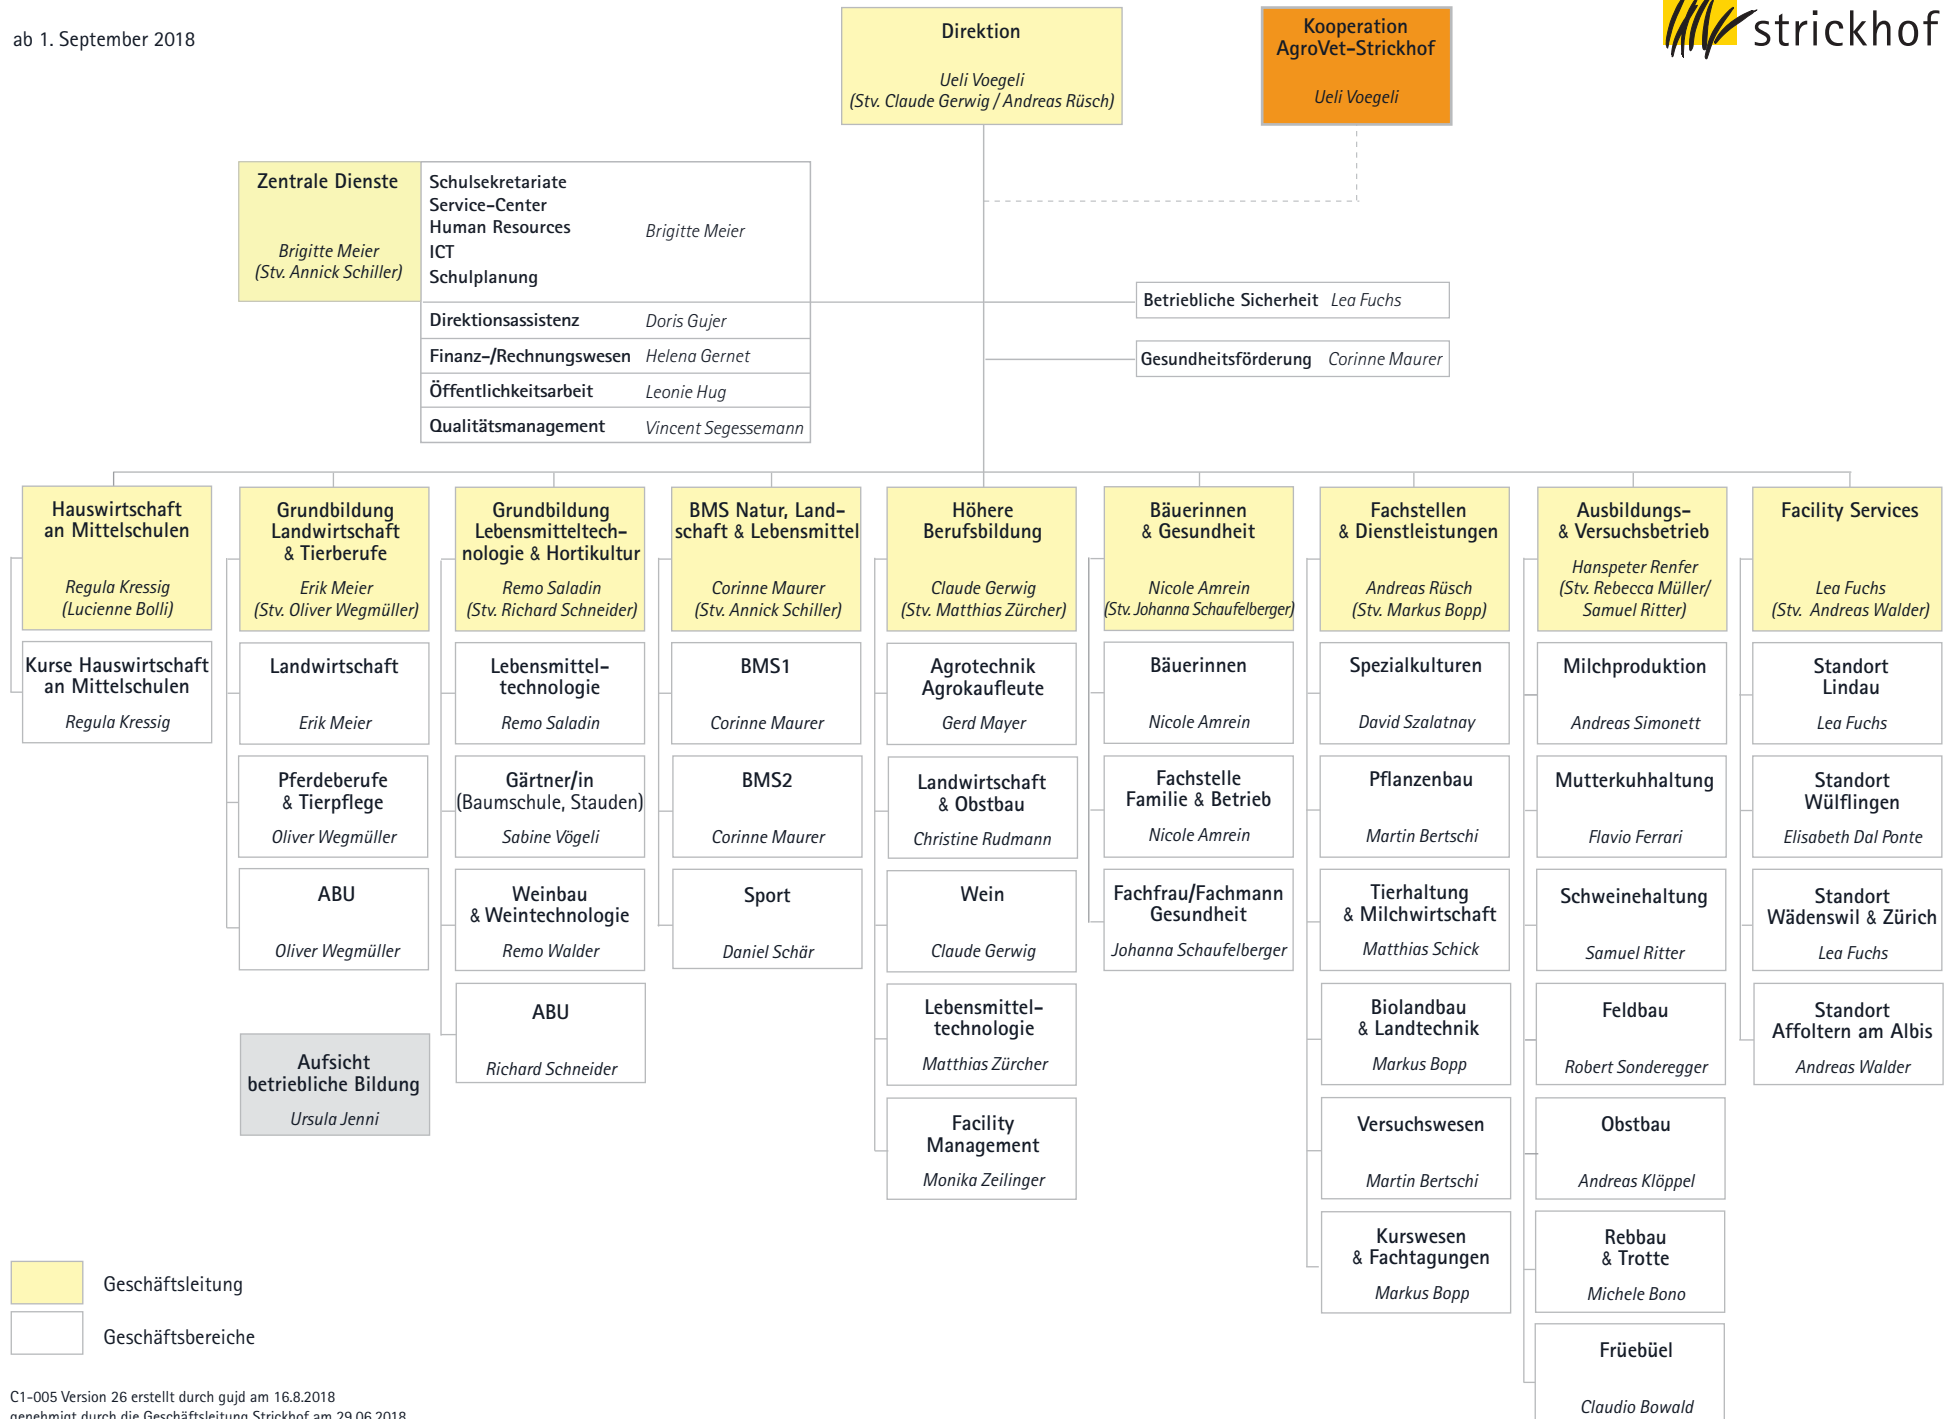 ab 1. September 2018
Direktion
Ueli Voegeli
(Stv. Claude Gerwig / Andreas Rüsch)
Kooperation
AgroVet-Strickhof
Ueli Voegeli
strickhof
Zentrale Dienste
Brigitte Meier
(Stv. Annick Schiller)
Schulsekretariate
Service-Center
Human Resources
ICT
Schulplanung
Brigitte Meier
Direktionsassistenz Doris Gujer
Finanz-/Rechnungswesen Helena Gernet
Öffentlichkeitsarbeit Leonie Hug
Qualitätsmanagement Vincent Segessemann
Betriebliche Sicherheit Lea Fuchs
Gesundheitsförderung Corinne Maurer
Hauswirtschaft
an Mittelschulen
Regula Kressig
(Lucienne Bolli)
Kurse Hauswirtschaft
an Mittelschulen
Regula Kressig
Grundbildung
Landwirtschaft
& Tierberufe
Erik Meier
(Stv. Oliver Wegmüller)
Landwirtschaft
Erik Meier
Pferdeberufe
& Tierpflege
Oliver Wegmüller
ABU
Oliver Wegmüller
Aufsicht
betriebliche Bildung
Ursula Jenni
Grundbildung
Lebensmitteltech-
nologie & Hortikultur
Remo Saladin
(Stv. Richard Schneider)
Lebensmittel-
technologie
Remo Saladin
Gärtner/in
(Baumschule, Stauden)
Sabine Vögeli
Weinbau
& Weintechnologie
Remo Walder
ABU
Richard Schneider
BMS Natur, Land-
schaft & Lebensmittel
Corinne Maurer
(Stv. Annick Schiller)
BMS1
Corinne Maurer
BMS2
Corinne Maurer
Sport
Daniel Schär
Höhere
Berufsbildung
Claude Gerwig
(Stv. Matthias Zürcher)
Agrotechnik
Agrokaufleute
Gerd Mayer
Landwirtschaft
& Obstbau
Christine Rudmann
Wein
Claude Gerwig
Lebensmittel-
technologie
Matthias Zürcher
Facility
Management
Monika Zeilinger
Bäuerinnen
& Gesundheit
Nicole Amrein
(Stv. Johanna Schaufelberger)
Bäuerinnen
Nicole Amrein
Fachstelle
Familie & Betrieb
Nicole Amrein
Fachfrau/Fachmann
Gesundheit
Johanna Schaufelberger
Fachstellen
& Dienstleistungen
Andreas Rüsch
(Stv. Markus Bopp)
Spezialkulturen
David Szalatnay
Pflanzenbau
Martin Bertschi
Tierhaltung
& Milchwirtschaft
Matthias Schick
Biolandbau
& Landtechnik
Markus Bopp
Versuchswesen
Martin Bertschi
Kurswesen
& Fachtagungen
Markus Bopp
Ausbildungs-
& Versuchsbetrieb
Hanspeter Renfer
(Stv. Rebecca Müller/
Samuel Ritter)
Milchproduktion
Andreas Simonett
Mutterkuhhaltung
Flavio Ferrari
Schweinehaltung
Samuel Ritter
Feldbau
Robert Sonderegger
Obstbau
Andreas Klöppel
Rebbau
& Trotte
Michele Bono
Früebüel
Claudio Bowald
Facility Services
Lea Fuchs
(Stv. Andreas Walder)
Standort
Lindau
Lea Fuchs
Standort
Wülflingen
Elisabeth Dal Ponte
Standort
Wädenswil & Zürich
Lea Fuchs
Standort
Affoltern am Albis
Andreas Walder
Geschäftsleitung
Geschäftsbereiche
C1-005 Version 26 erstellt durch gujd am 16.8.2018
genehmigt durch die Geschäftsleitung Strickhof am 29.06.2018